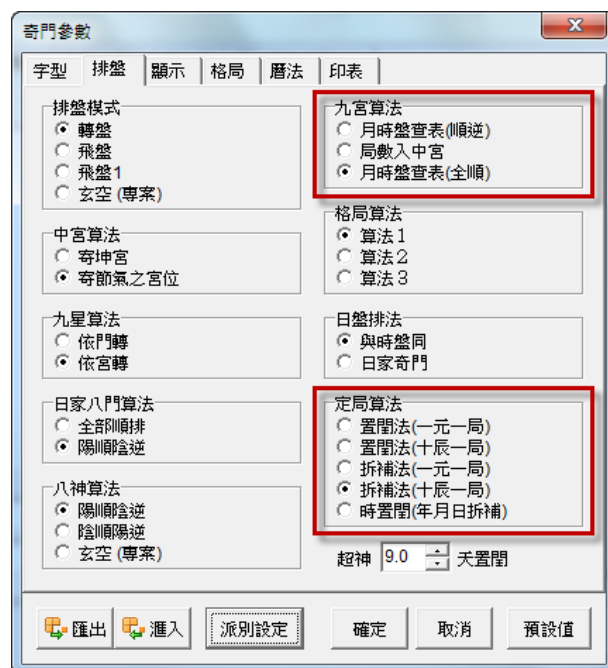 奇門參數
字型 排盤 顯示 格局 曆法 印表
排盤模式
轉盤
飛盤
飛盤1
玄空 (專案)
中宮算法
寄坤宮
寄節氣之宮位
九星算法
依門轉
依宮轉
日家八門算法
全部順排
陽順陰逆
八神算法
陽順陰逆
陰順陽逆
玄空 (專案)
九宮算法
月時盤查表(順逆)
局數入中宮
月時盤查表(全順)
格局算法
算法1
算法2
算法3
日盤排法
與時盤同
日家奇門
定局算法
置閏法(一元一局)
置閏法(十辰一局)
拆補法(一元一局)
拆補法(十辰一局)
時置閏(年月日拆補)
超神 9.0 天置閏
匯出 滙入 派別設定 確定 取消 預設值